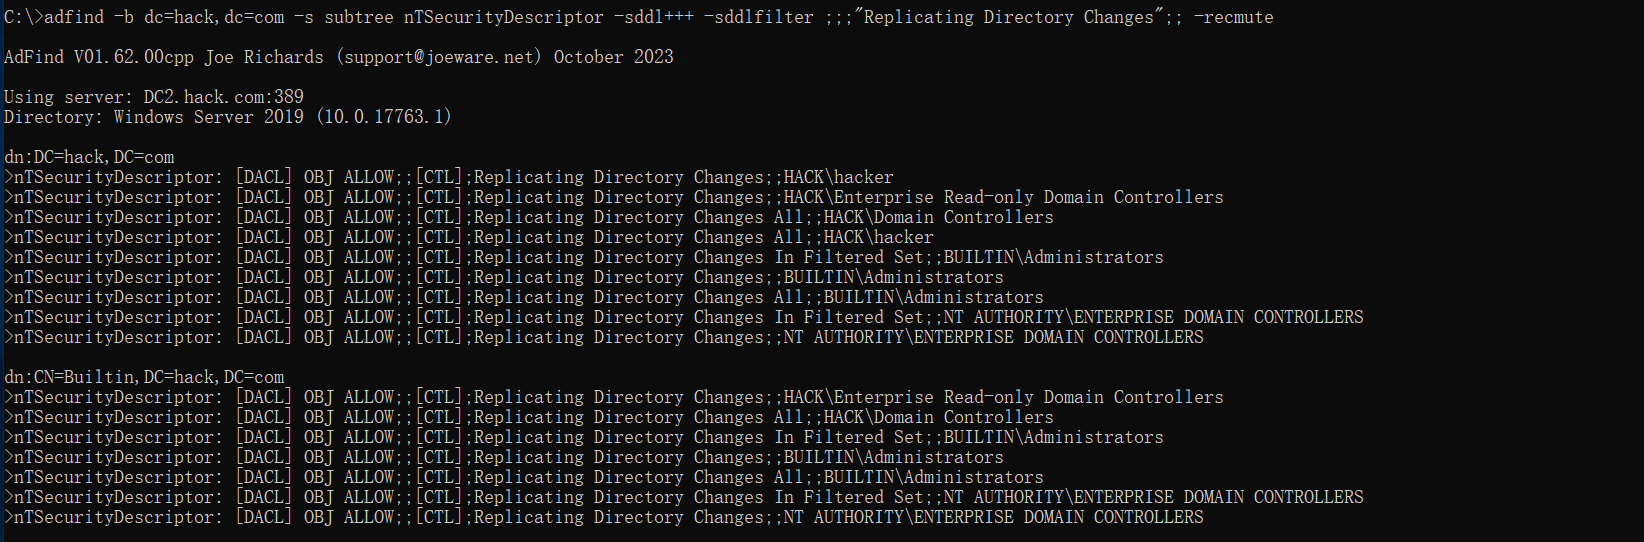 C:\>adfind -b dc=hack,dc=com -s subtree nTSecurityDescriptor -sddl+++ -sddlfilter ;;;"Replicating Directory Changes";; -recmute
AdFind V01.62.00cpp Joe Richards (support@joeware.net) October 2023
Using server: DC2.hack.com:389
Directory: Windows Server 2019 (10.0.17763.1)
dn:DC=hack,DC=com
>nTSecurityDescriptor: [DACL] OBJ ALLOW;;[CTL];Replicating Directory Changes;;HACK\hacker
>nTSecurityDescriptor: [DACL] OBJ ALLOW;;[CTL];Replicating Directory Changes;;HACK\Enterprise Read-only Domain Controllers
>nTSecurityDescriptor: [DACL] OBJ ALLOW;;[CTL];Replicating Directory Changes All;;HACK\Domain Controllers
>nTSecurityDescriptor: [DACL] OBJ ALLOW;;[CTL];Replicating Directory Changes All;;HACK\hacker
>nTSecurityDescriptor: [DACL] OBJ ALLOW;;[CTL];Replicating Directory Changes In Filtered Set;;BUILTIN\Administrators
>nTSecurityDescriptor: [DACL] OBJ ALLOW;;[CTL];Replicating Directory Changes;;BUILTIN\Administrators
>nTSecurityDescriptor: [DACL] OBJ ALLOW;;[CTL];Replicating Directory Changes All;;BUILTIN\Administrators
>nTSecurityDescriptor: [DACL] OBJ ALLOW;;[CTL];Replicating Directory Changes In Filtered Set;;NT AUTHORITY\ENTERPRISE DOMAIN CONTROLLERS
>nTSecurityDescriptor: [DACL] OBJ ALLOW;;[CTL];Replicating Directory Changes;;NT AUTHORITY\ENTERPRISE DOMAIN CONTROLLERS
dn:CN=Builtin,DC=hack,DC=com
>nTSecurityDescriptor: [DACL] OBJ ALLOW;;[CTL];Replicating Directory Changes;;HACK\Enterprise Read-only Domain Controllers
>nTSecurityDescriptor: [DACL] OBJ ALLOW;;[CTL];Replicating Directory Changes All;;HACK\Domain Controllers
>nTSecurityDescriptor: [DACL] OBJ ALLOW;;[CTL];Replicating Directory Changes In Filtered Set;;BUILTIN\Administrators
>nTSecurityDescriptor: [DACL] OBJ ALLOW;;[CTL];Replicating Directory Changes;;BUILTIN\Administrators
>nTSecurityDescriptor: [DACL] OBJ ALLOW;;[CTL];Replicating Directory Changes All;;BUILTIN\Administrators
>nTSecurityDescriptor: [DACL] OBJ ALLOW;;[CTL];Replicating Directory Changes In Filtered Set;;NT AUTHORITY\ENTERPRISE DOMAIN CONTROLLERS
>nTSecurityDescriptor: [DACL] OBJ ALLOW;;[CTL];Replicating Directory Changes;;NT AUTHORITY\ENTERPRISE DOMAIN CONTROLLERS